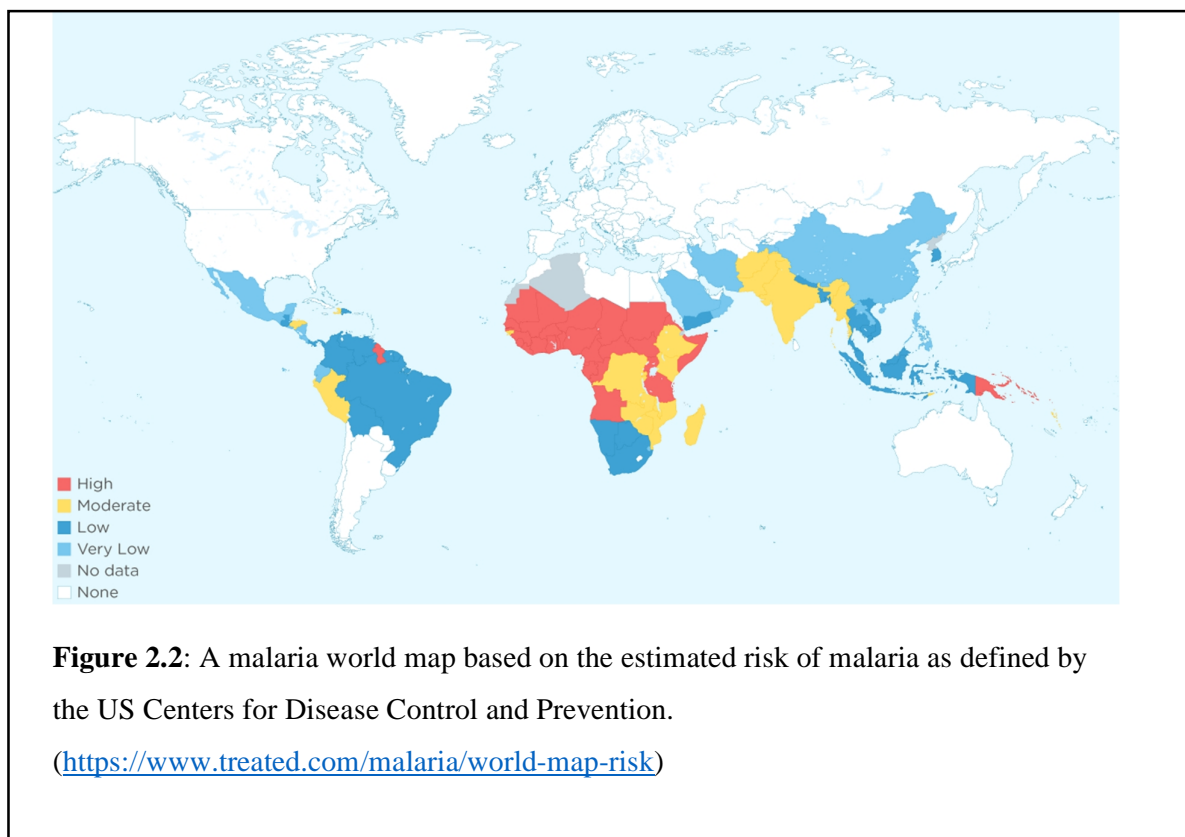 High
Moderate
Low
Very Low
No data
None
Figure 2.2: A malaria world map based on the estimated risk of malaria as defined by
the US Centers for Disease Control and Prevention.
(https://www.treated.com/malaria/world-map-risk)